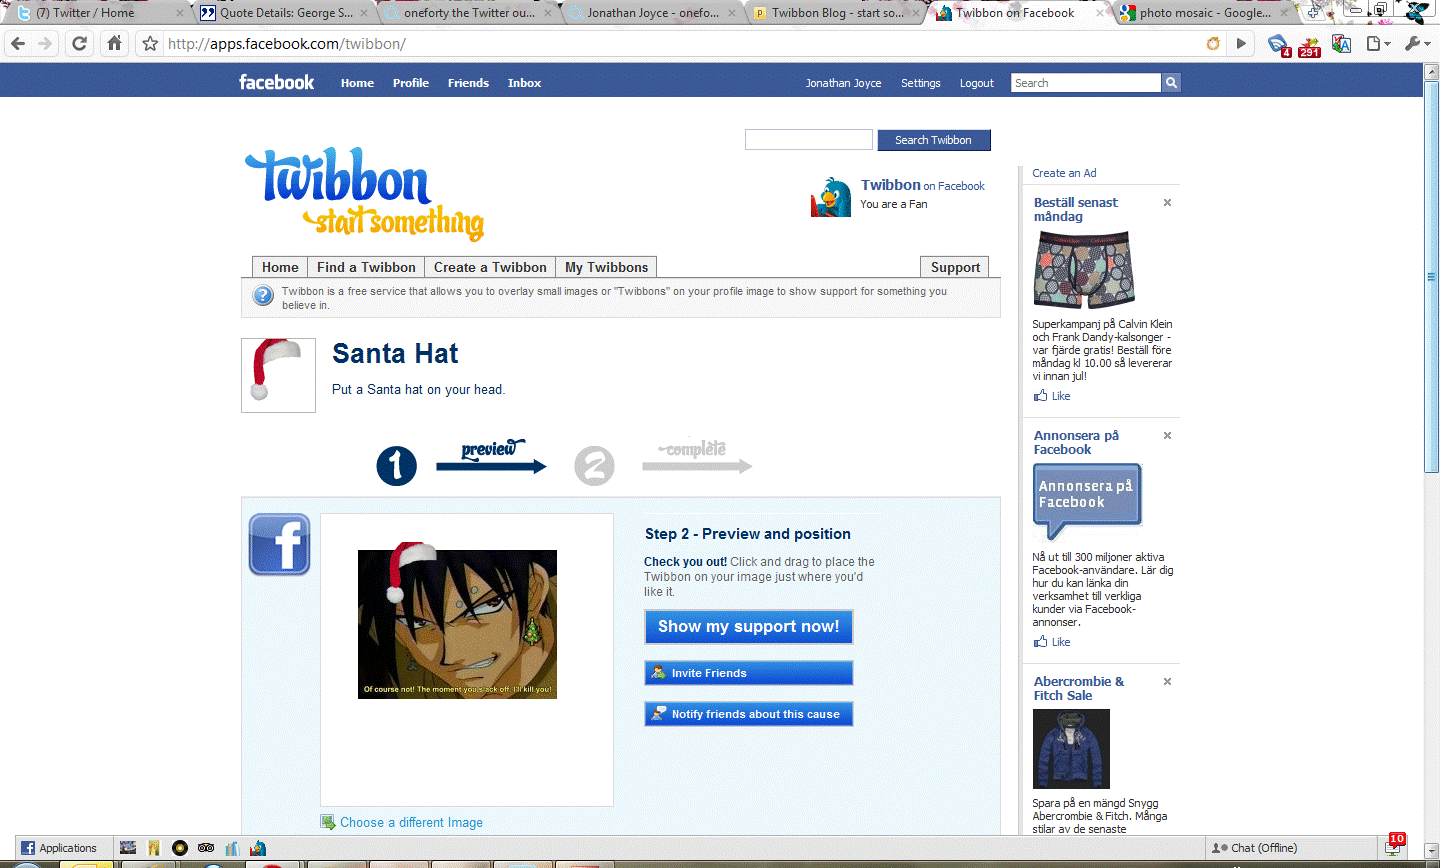 (7) Twitter / Home
Quote Details: George S...
oneforty the Twitter ou...
Jonathan Joyce - onefo...
Twibbon Blog - start so...
Twibbon on Facebook
photo mosaic - Google...
http://apps.facebook.com/twibbon/
4
291
facebook
Home Profile Friends Inbox
Jonathan Joyce Settings Logout
Search
Search Twibbon
Twibbon
start something
Twibbon on Facebook
You are a Fan
Home Find a Twibbon Create a Twibbon My Twibbons Support
Twibbon is a free service that allows you to overlay small images or "Twibbons" on your profile image to show support for something you
believe in.
Santa Hat
Put a Santa hat on your head.
1 preview 2 complete
Of course not! The moment you slack off, I'll kill you!
Choose a different Image
Step 2 - Preview and position
Check you out! Click and drag to place the
Twibbon on your image just where you'd
like it.
Show my support now!
Invite Friends
Notify friends about this cause
Create an Ad
Beställ senast
måndag
Superkampanj på Calvin Klein
och Frank Dandy-kalsonger -
var fjärde gratis! Beställ före
måndag kl 10.00 så levererar
vi innan jul!
Like
Annonsera på
Facebook
Annonsera på
Facebook
Nå ut till 300 miljoner aktiva
Facebook-användare. Lär dig
hur du kan länka din
verksamhet till verkliga
kunder via Facebook-
annonser.
Like
Abercrombie &
Fitch Sale
Spara på en mängd Snygg
Abercrombie & Fitch. Många
stilar av de senaste
Applications
Chat (Offline)
10